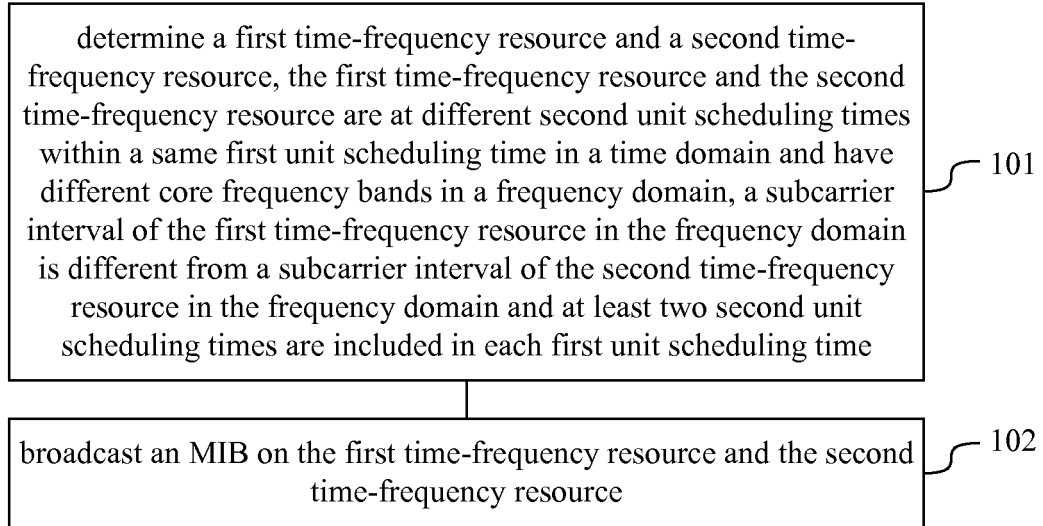 determine a first time-frequency resource and a second time-
frequency resource, the first time-frequency resource and the second
time-frequency resource are at different second unit scheduling times
within a same first unit scheduling time in a time domain and have
different core frequency bands in a frequency domain, a subcarrier
interval of the first time-frequency resource in the frequency domain
is different from a subcarrier interval of the second time-frequency
resource in the frequency domain and at least two second unit
scheduling times are included in each first unit scheduling time
101
broadcast an MIB on the first time-frequency resource and the second
time-frequency resource
102